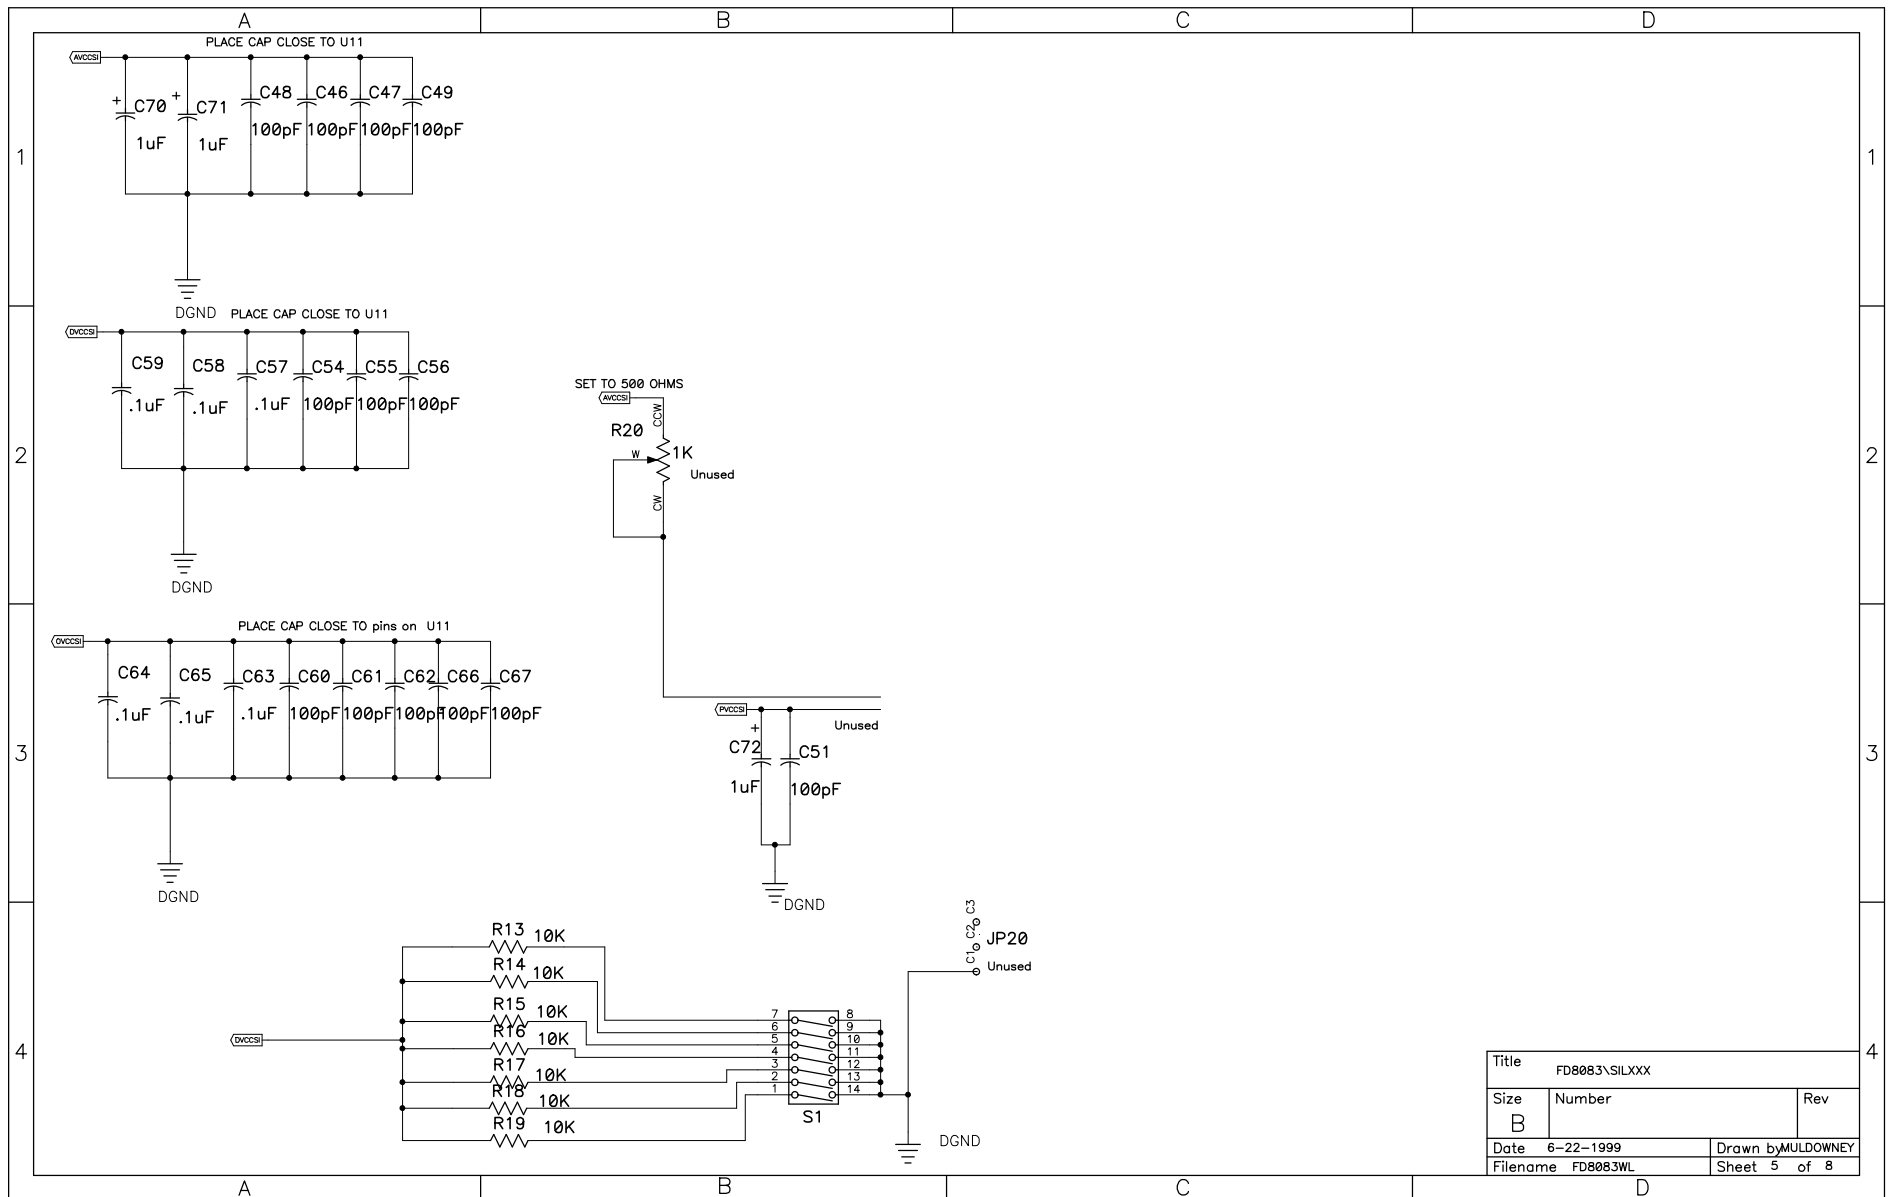 A B C D
PLACE CAP CLOSE TO U11
AVCCSI
+ C70 + C71 C48 C46 C47 C49
1uF 1uF 100pF 100pF 100pF 100pF
1 1
DGND
PLACE CAP CLOSE TO U11
DVCCSI
C59 C58 C57 C54 C55 C56
.1uF .1uF .1uF 100pF 100pF 100pF
DGND
SET TO 500 OHMS
AVCCSI
CCW
R20
W 1K
Unused
CW
2 2
PLACE CAP CLOSE TO pins on U11
OVCCSI
C64 C65 C63 C60 C61 C62 C66 C67
.1uF .1uF .1uF 100pF 100pF 100pF 100pF 100pF
DGND
PVCCSI
Unused
+
C72 C51
1uF 100pF
DGND
3 3
C1 C2 C3
JP20
Unused
R13 10K
R14 10K
R15 10K
R16 10K
R17 10K
R18 10K
R19 10K
DVCCSI
7 8
6 9
5 10
4 11
3 12
2 13
1 14
S1
DGND
4 4
Title FD8083\SILXXX
Size Number Rev
B
Date 6-22-1999 Drawn by MULDOWNEY
Filename FD8083WL Sheet 5 of 8
A B C D